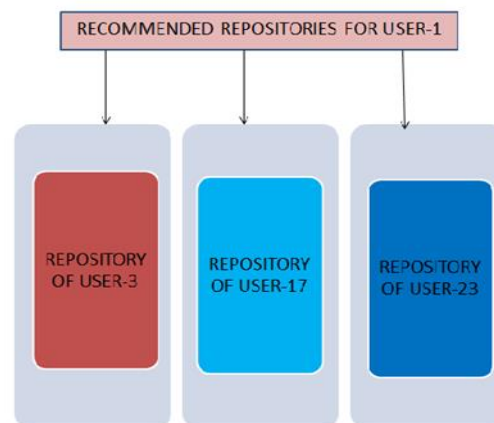 RECOMMENDED REPOSITORIES FOR USER-1
REPOSITORY
OF USER-3
REPOSITORY
OF USER-17
REPOSITORY
OF USER-23